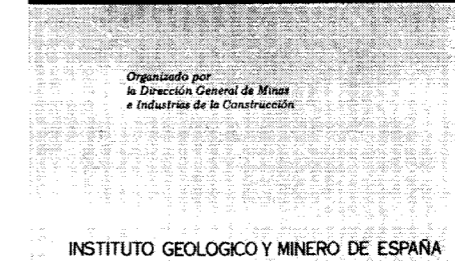 Organizado por
la Dirección General de Minas
e Industrias de la Construcción
INSTITUTO GEOLOGICO Y MINERO DE ESPAÑA